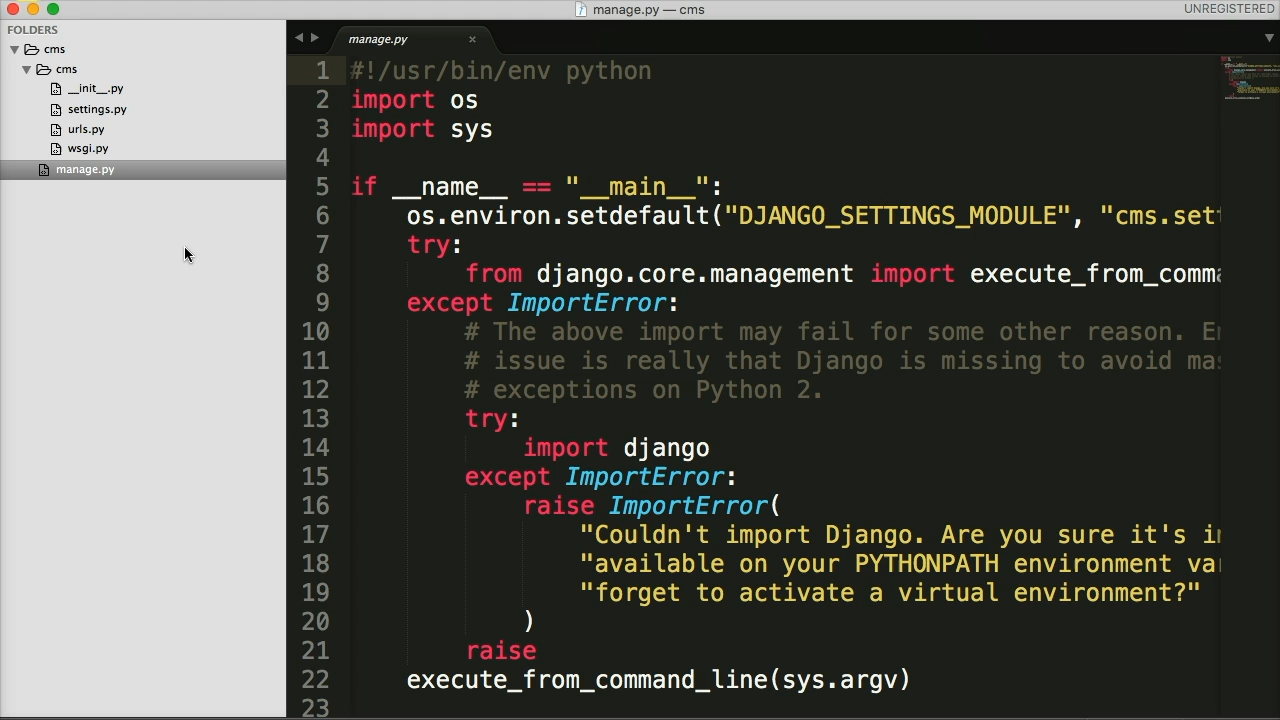 manage.py — cms
UNREGISTERED
FOLDERS
cms
cms
__init__.py
settings.py
urls.py
wsgi.py
manage.py
manage.py
1 #!/usr/bin/env python
2 import os
3 import sys
4
5 if __name__ == "__main__":
6 os.environ.setdefault("DJANGO_SETTINGS_MODULE", "cms.sett
7 try:
8 from django.core.management import execute_from_comma
9 except ImportError:
10 # The above import may fail for some other reason. En
11 # issue is really that Django is missing to avoid mas
12 # exceptions on Python 2.
13 try:
14 import django
15 except ImportError:
16 raise ImportError(
17 "Couldn't import Django. Are you sure it's in
18 "available on your PYTHONPATH environment var
19 "forget to activate a virtual environment?"
20 )
21 raise
22 execute_from_command_line(sys.argv)
23